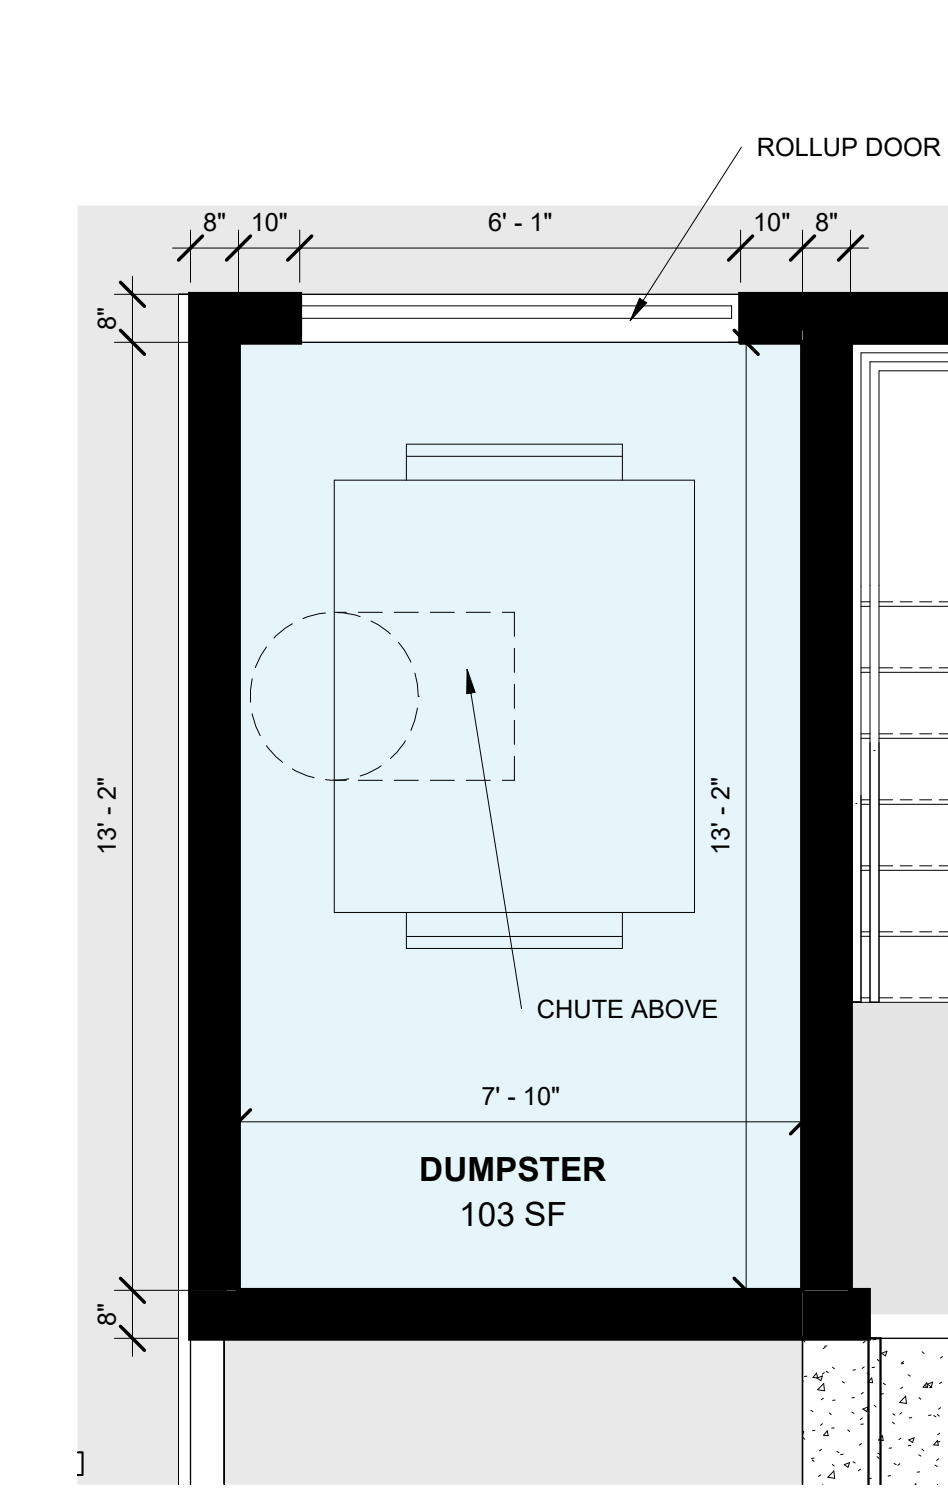 ROLLUP DOOR
8" 10" 6' - 1" 10" 8"
8"
13' - 2"
13' - 2"
CHUTE ABOVE
7' - 10"
DUMPSTER
103 SF
8"